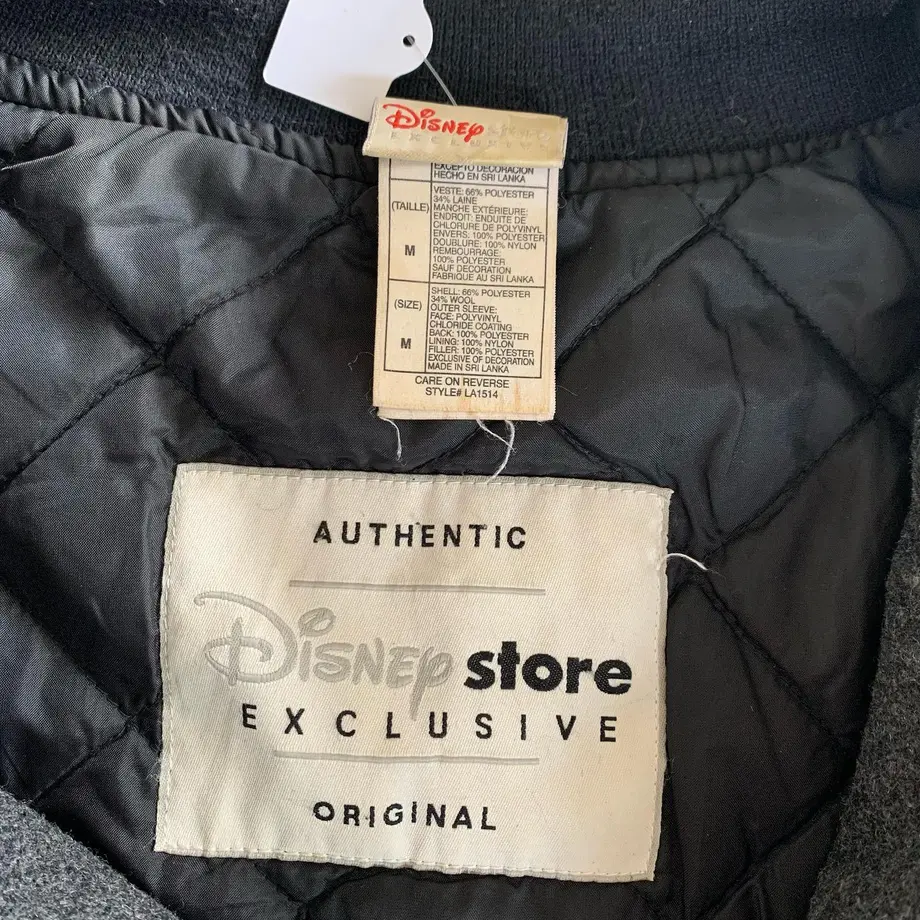 Disney
EXCEPTO DECORACION
HECHO EN SRI LANKA
(TAILLE)
M
VESTE: 66% POLYESTER
34% LAINE
MANCHE EXTÉRIEURE:
ENDROIT: ENDUITE DE
CHLORURE DE POLYVINYL
ENVERS: 100% POLYESTER
DOUBLURE: 100% NYLON
REMBOURRAGE:
100% POLYESTER
SAUF DECORATION
FABRIQUE AU SRI LANKA
(SIZE)
M
SHELL: 66% POLYESTER
34% WOOL
OUTER SLEEVE:
FACE: POLYVINYL
CHLORIDE COATING
BACK: 100% POLYESTER
LINING: 100% NYLON
FILLER: 100% POLYESTER
EXCLUSIVE OF DECORATION
MADE IN SRI LANKA
CARE ON REVERSE
STYLE# LA1514
AUTHENTIC
Disney store
EXCLUSIVE
ORIGINAL